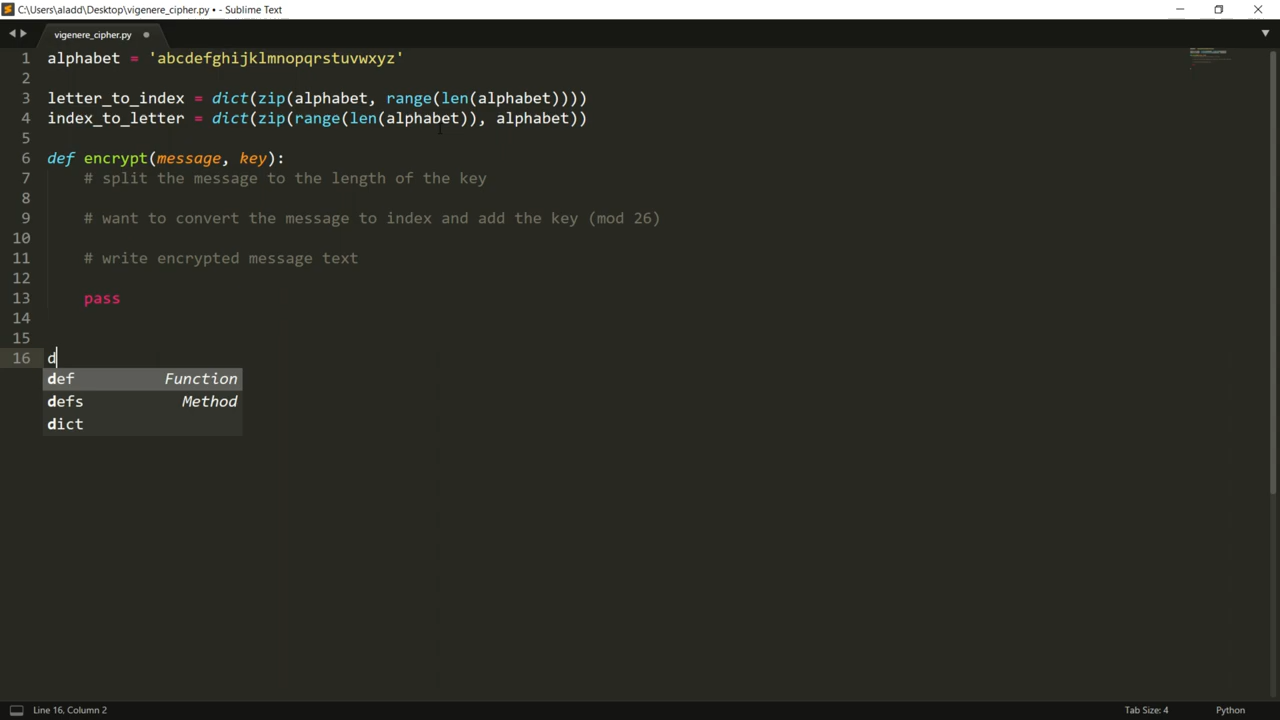 C:\Users\aladd\Desktop\vigenere_cipher.py • - Sublime Text
vigenere_cipher.py
1 alphabet = 'abcdefghijklmnopqrstuvwxyz'
2
3 letter_to_index = dict(zip(alphabet, range(len(alphabet))))
4 index_to_letter = dict(zip(range(len(alphabet)), alphabet))
5
6 def encrypt(message, key):
7 # split the message to the length of the key
8
9 # want to convert the message to index and add the key (mod 26)
10
11 # write encrypted message text
12
13 pass
14
15
16 d
def Function
defs Method
dict
Line 16, Column 2 Tab Size: 4 Python